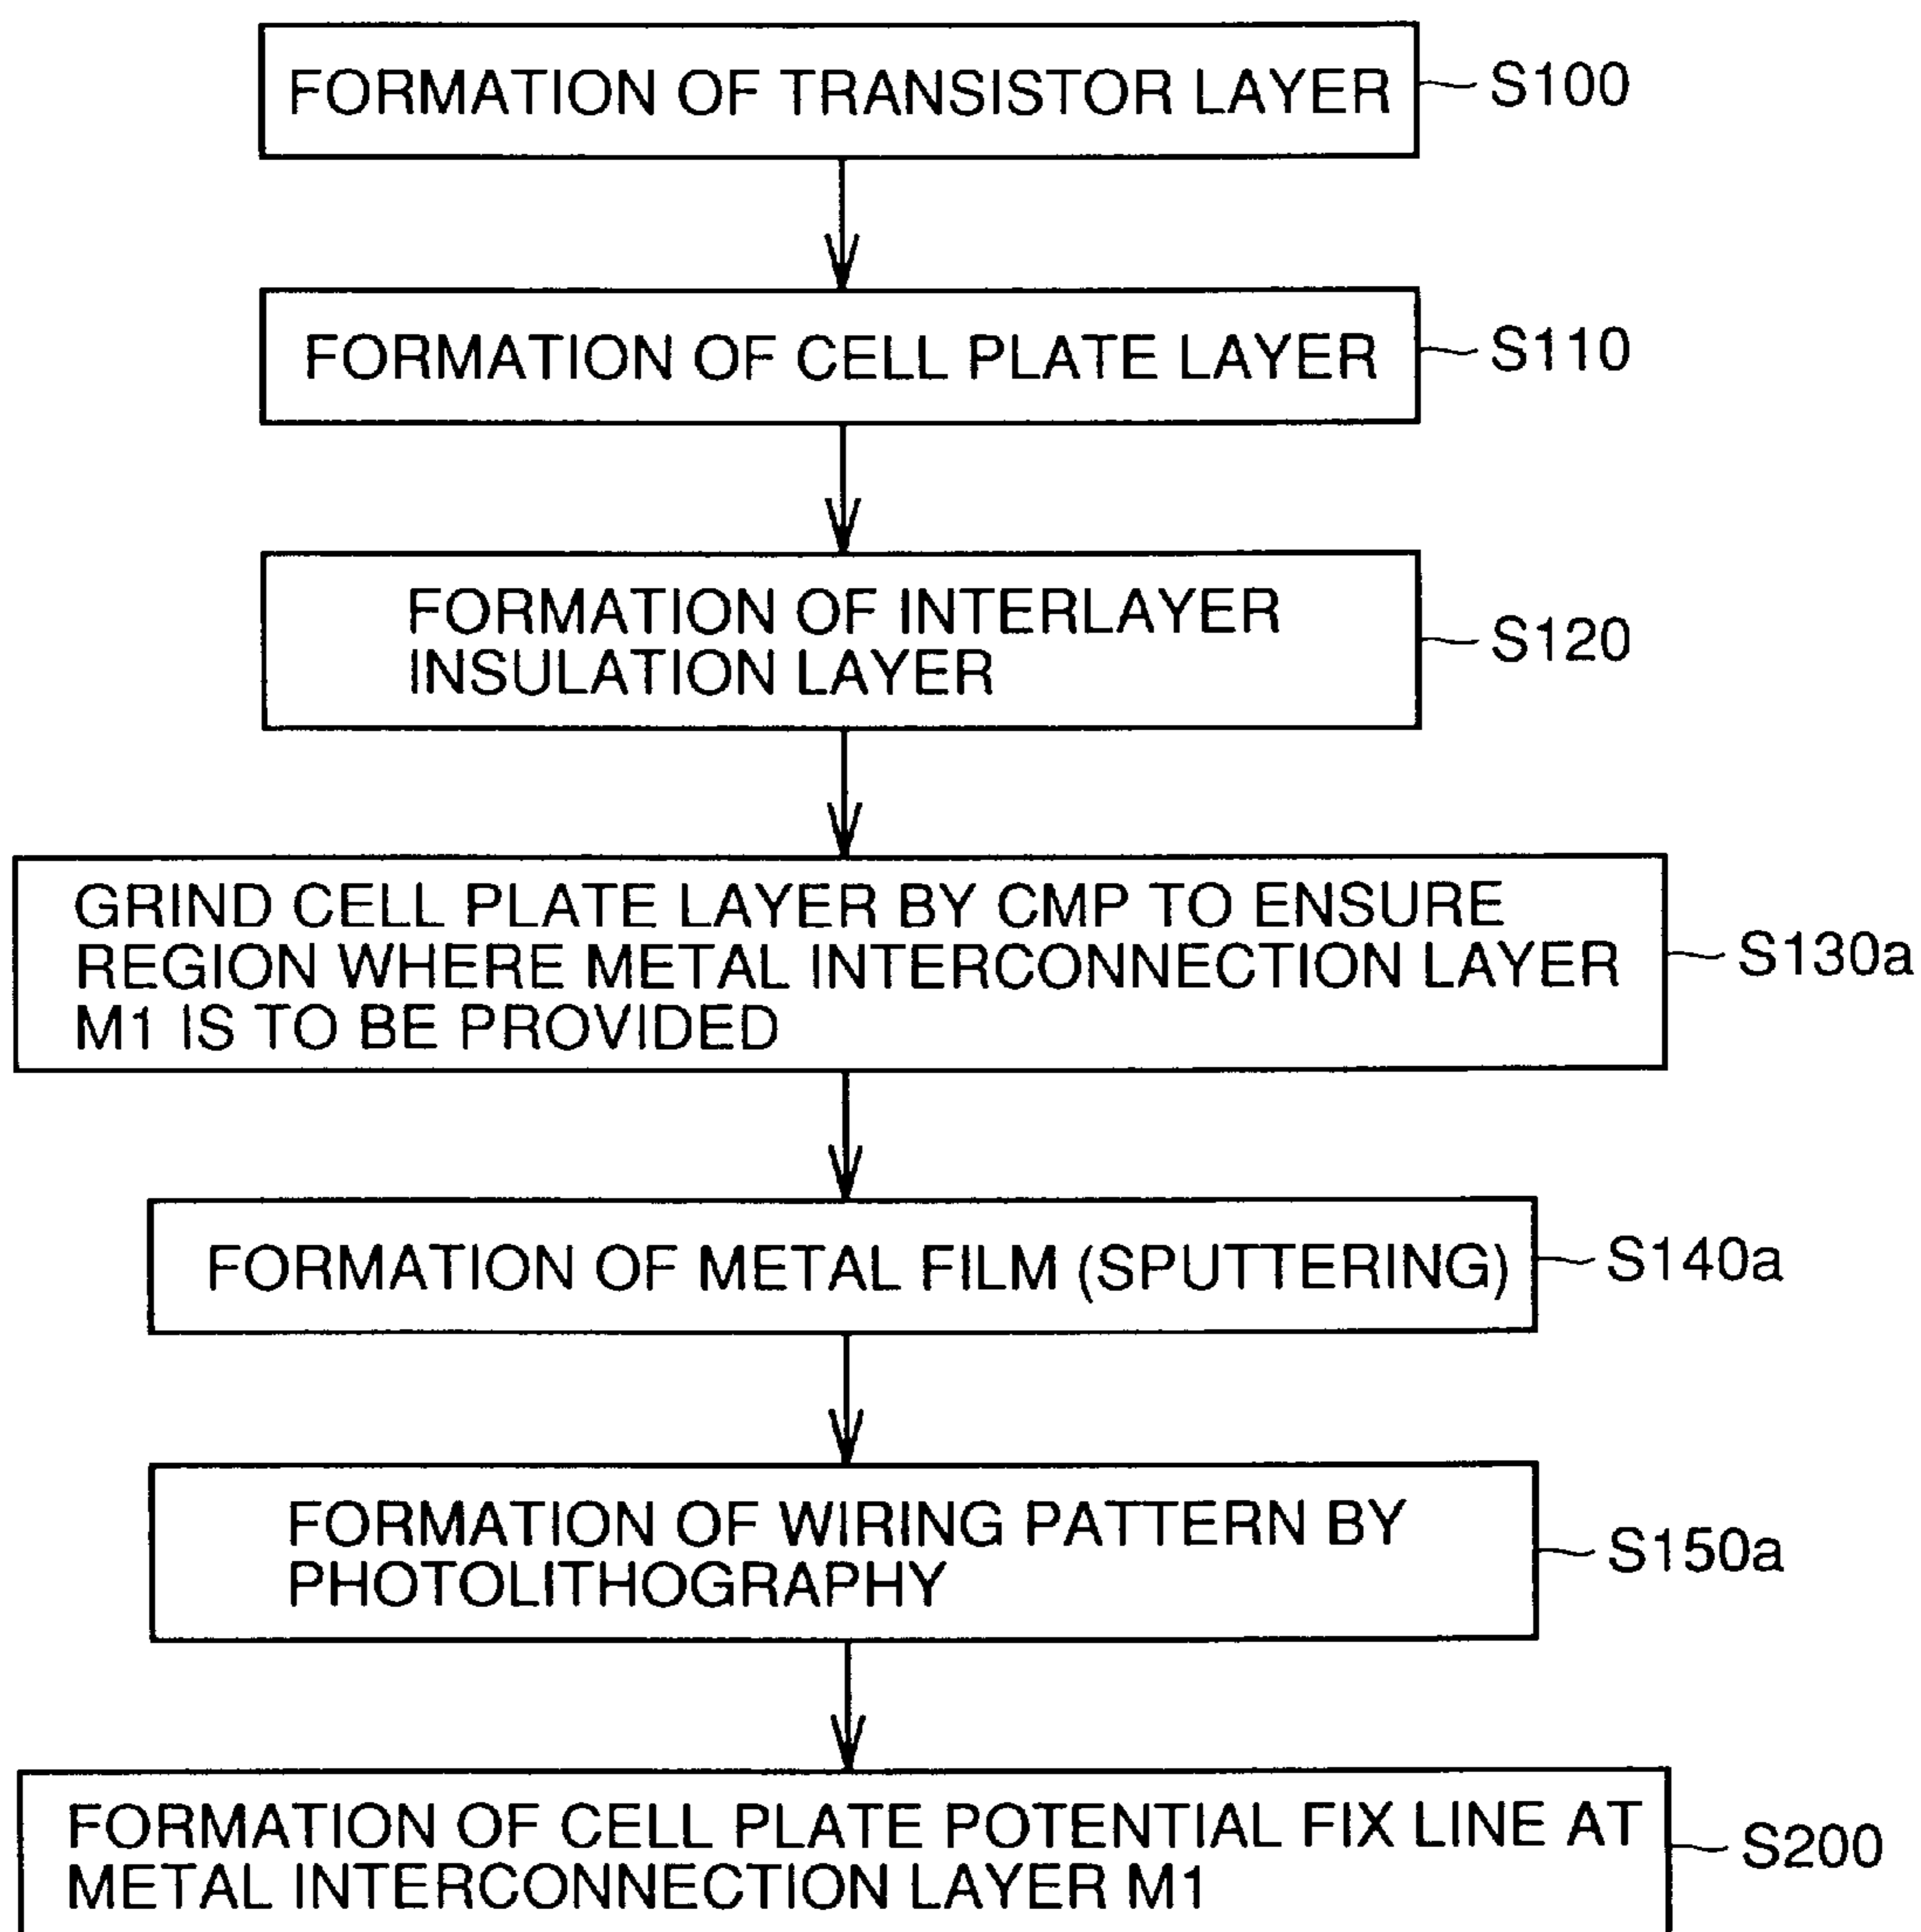 FORMATION OF TRANSISTOR LAYER
S100
FORMATION OF CELL PLATE LAYER
S110
FORMATION OF INTERLAYER
INSULATION LAYER
S120
GRIND CELL PLATE LAYER BY CMP TO ENSURE
REGION WHERE METAL INTERCONNECTION LAYER
M1 IS TO BE PROVIDED
S130a
FORMATION OF METAL FILM (SPUTTERING)
S140a
FORMATION OF WIRING PATTERN BY
PHOTOLITHOGRAPHY
S150a
FORMATION OF CELL PLATE POTENTIAL FIX LINE AT
METAL INTERCONNECTION LAYER M1
S200